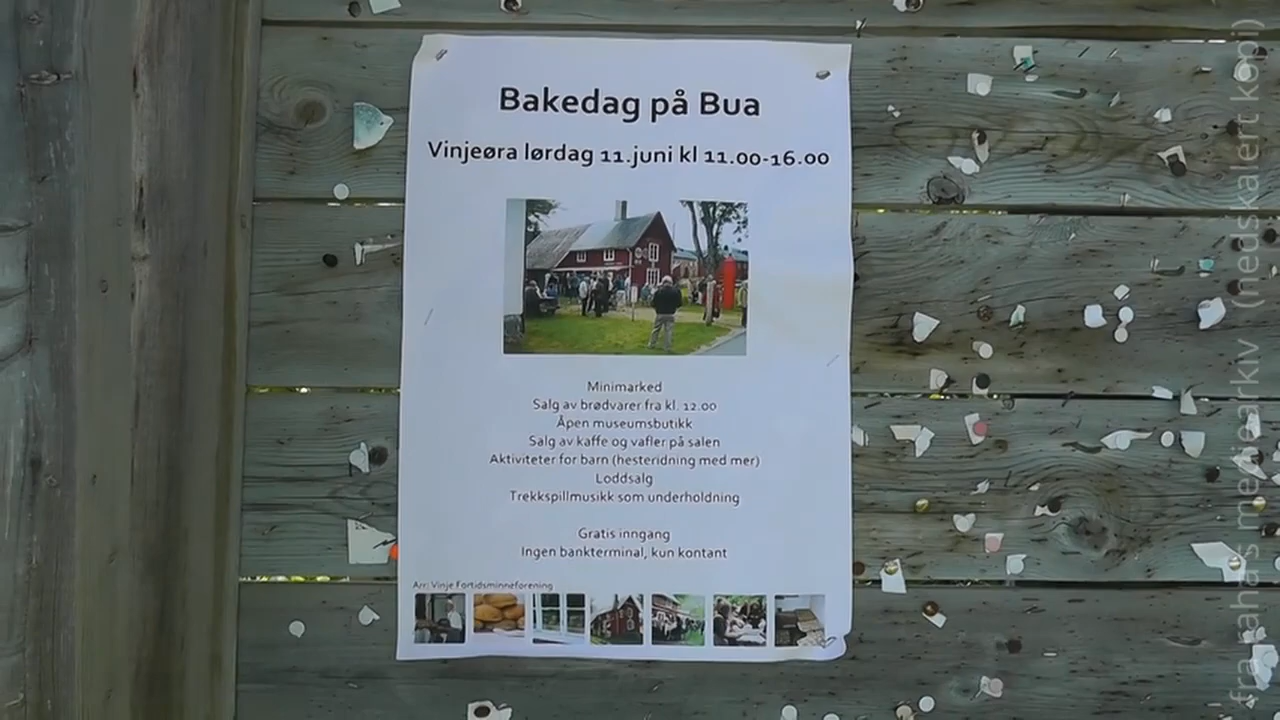 Bakedag på Bua
Vinjeøra lørdag 11.juni kl 11.00-16.00
Minimarked
Salg av brødvarer fra kl. 12.00
Åpen museumsbutikk
Salg av kaffe og vafler på salen
Aktiviteter for barn (hesteridning med mer)
Loddsalg
Trekkspillmusikk som underholdning
Gratis inngang
Ingen bankterminal, kun kontant
Arr: Vinje Fortidsminneforening
fra rahas mediearkiv (nedskalert kopi)